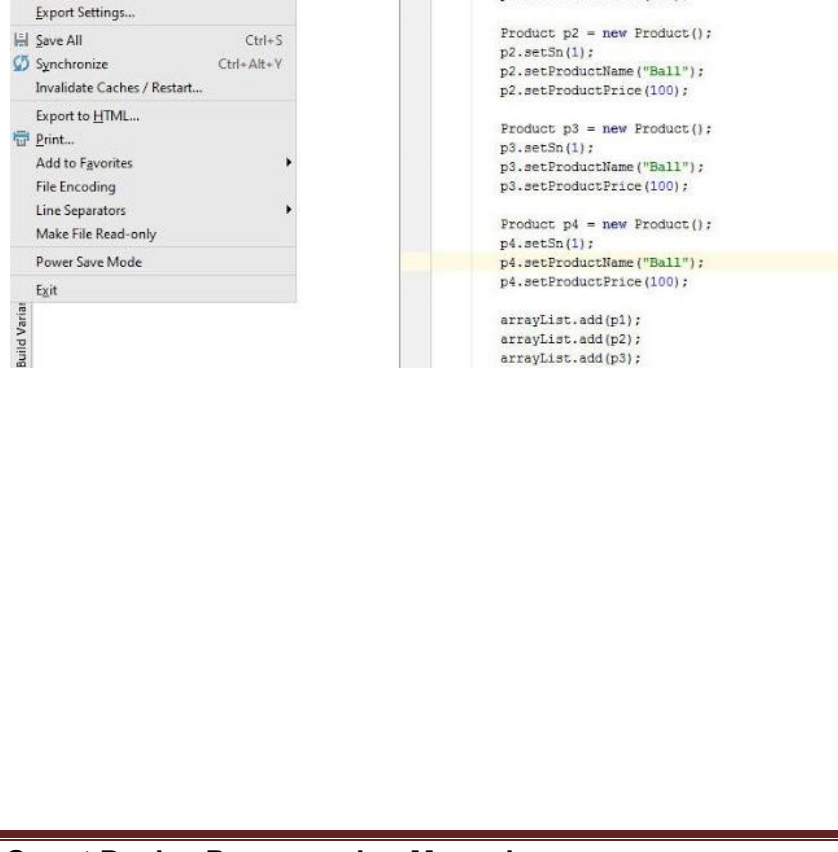 Export Settings...
Save All Ctrl+S
Synchronize Ctrl+Alt+Y
Invalidate Caches / Restart...
Export to HTML...
Print...
Add to Favorites
File Encoding
Line Separators
Make File Read-only
Power Save Mode
Exit
Product p2 = new Product();
p2.setSn(1);
p2.setProductName("Ball");
p2.setProductPrice(100);
Product p3 = new Product();
p3.setSn(1);
p3.setProductName("Ball");
p3.setProductPrice(100);
Product p4 = new Product();
p4.setSn(1);
p4.setProductName("Ball");
p4.setProductPrice(100);
arrayList.add(p1);
arrayList.add(p2);
arrayList.add(p3);
Build Varia